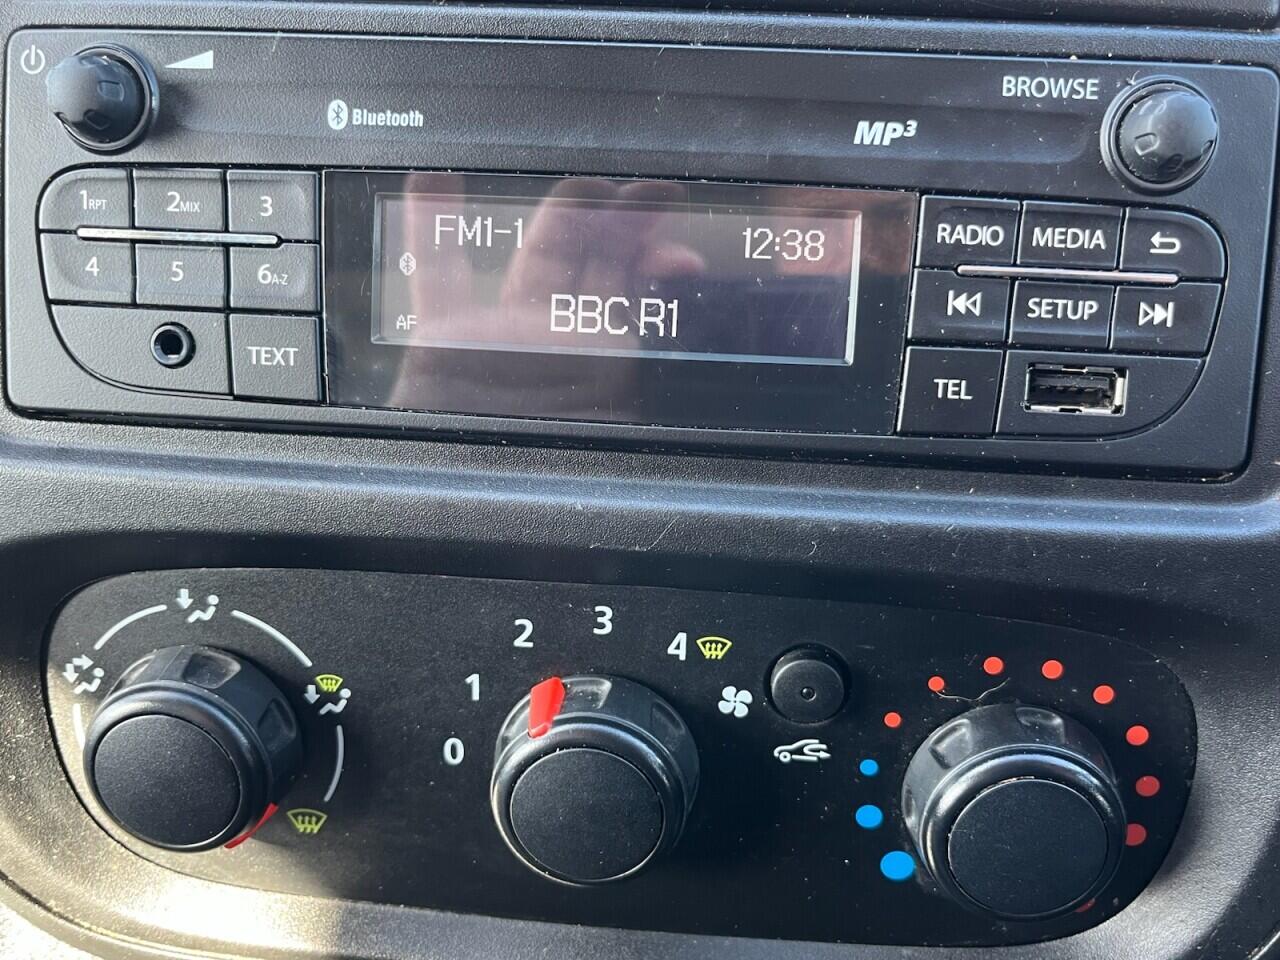 BROWSE
Bluetooth
MP3
1RPT 2MIX 3
4 5 6A-Z
TEXT
FM1-1 12:38
AF
BBC R1
RADIO MEDIA
SETUP
TEL
0 1 2 3 4